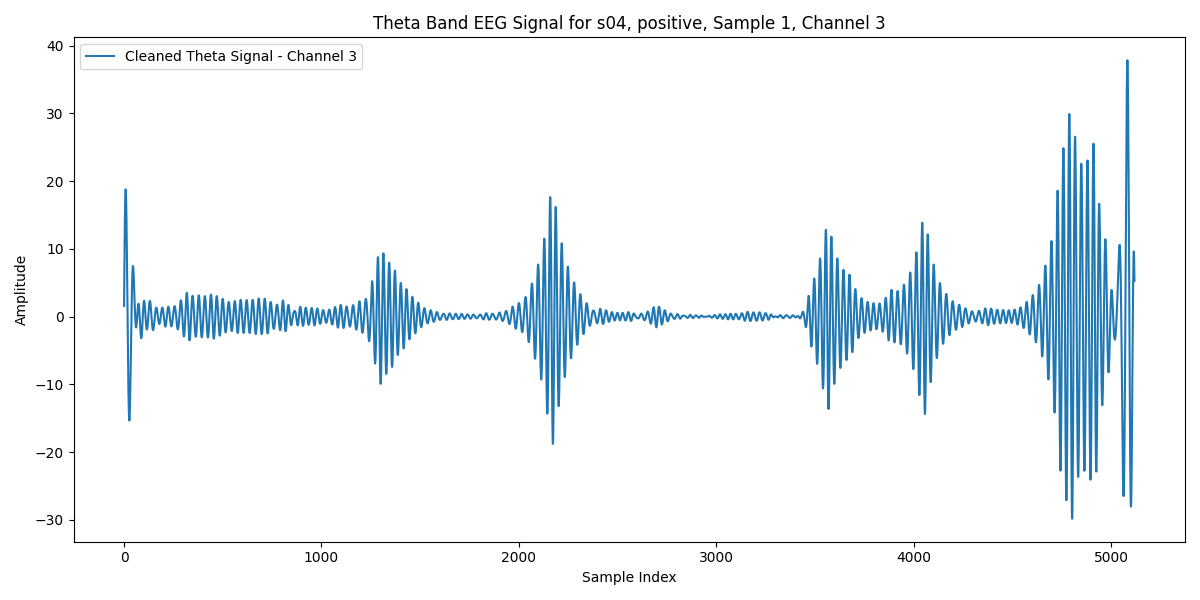 Theta Band EEG Signal for s04, positive, Sample 1, Channel 3
Cleaned Theta Signal - Channel 3
Amplitude
40
30
20
10
0
−10
−20
−30
0 1000 2000 3000 4000 5000
Sample Index